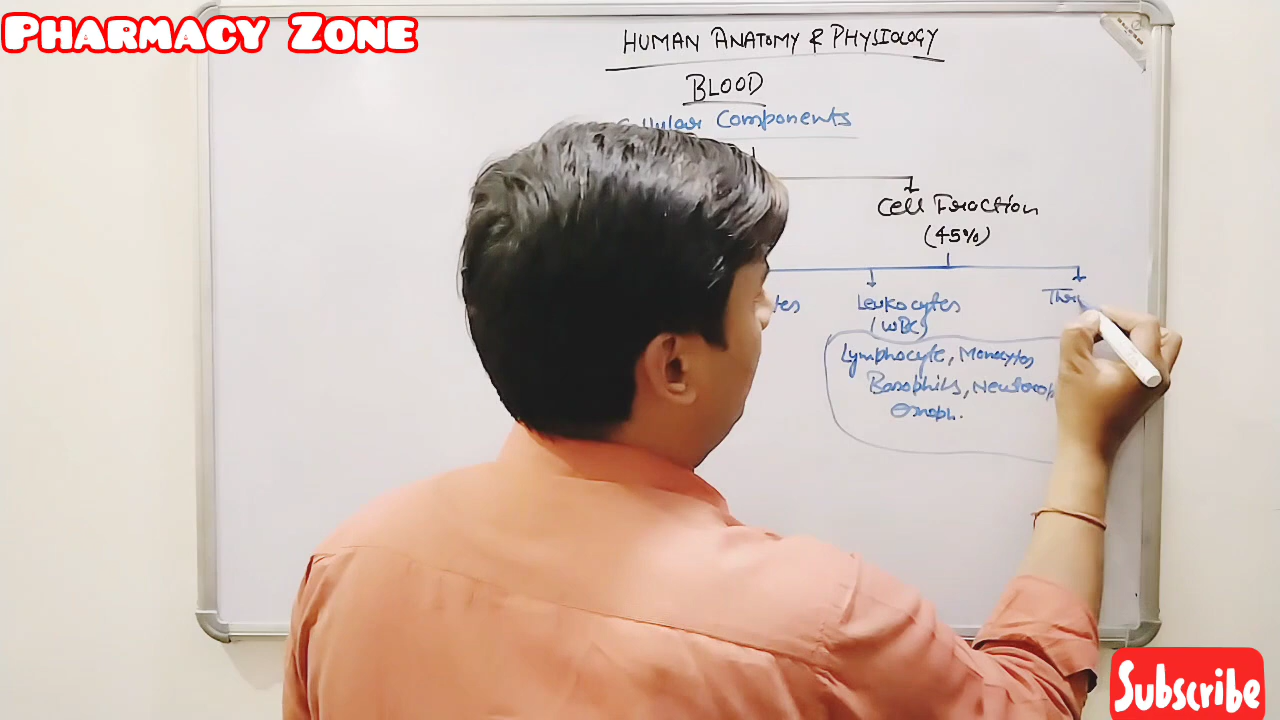 PHARMACY ZONE
HUMAN ANATOMY & PHYSIOLOGY
BLOOD
Components
Cell Fraction
(45%)
Leukocytes
(WBC)
Lymphocyte, Monocytes
Basophils,
Subscribe